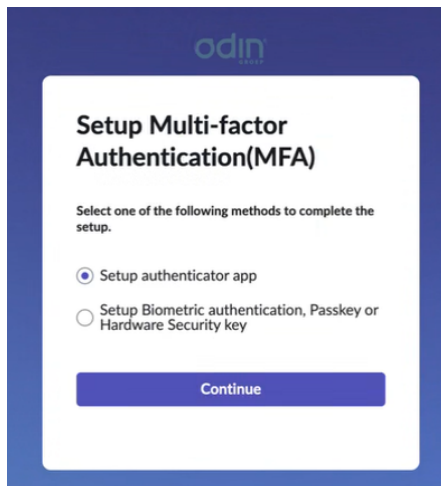 odin
GROUP
Setup Multi-factor
Authentication(MFA)
Select one of the following methods to complete the
setup.
Setup authenticator app
Setup Biometric authentication, Passkey or
Hardware Security key
Continue